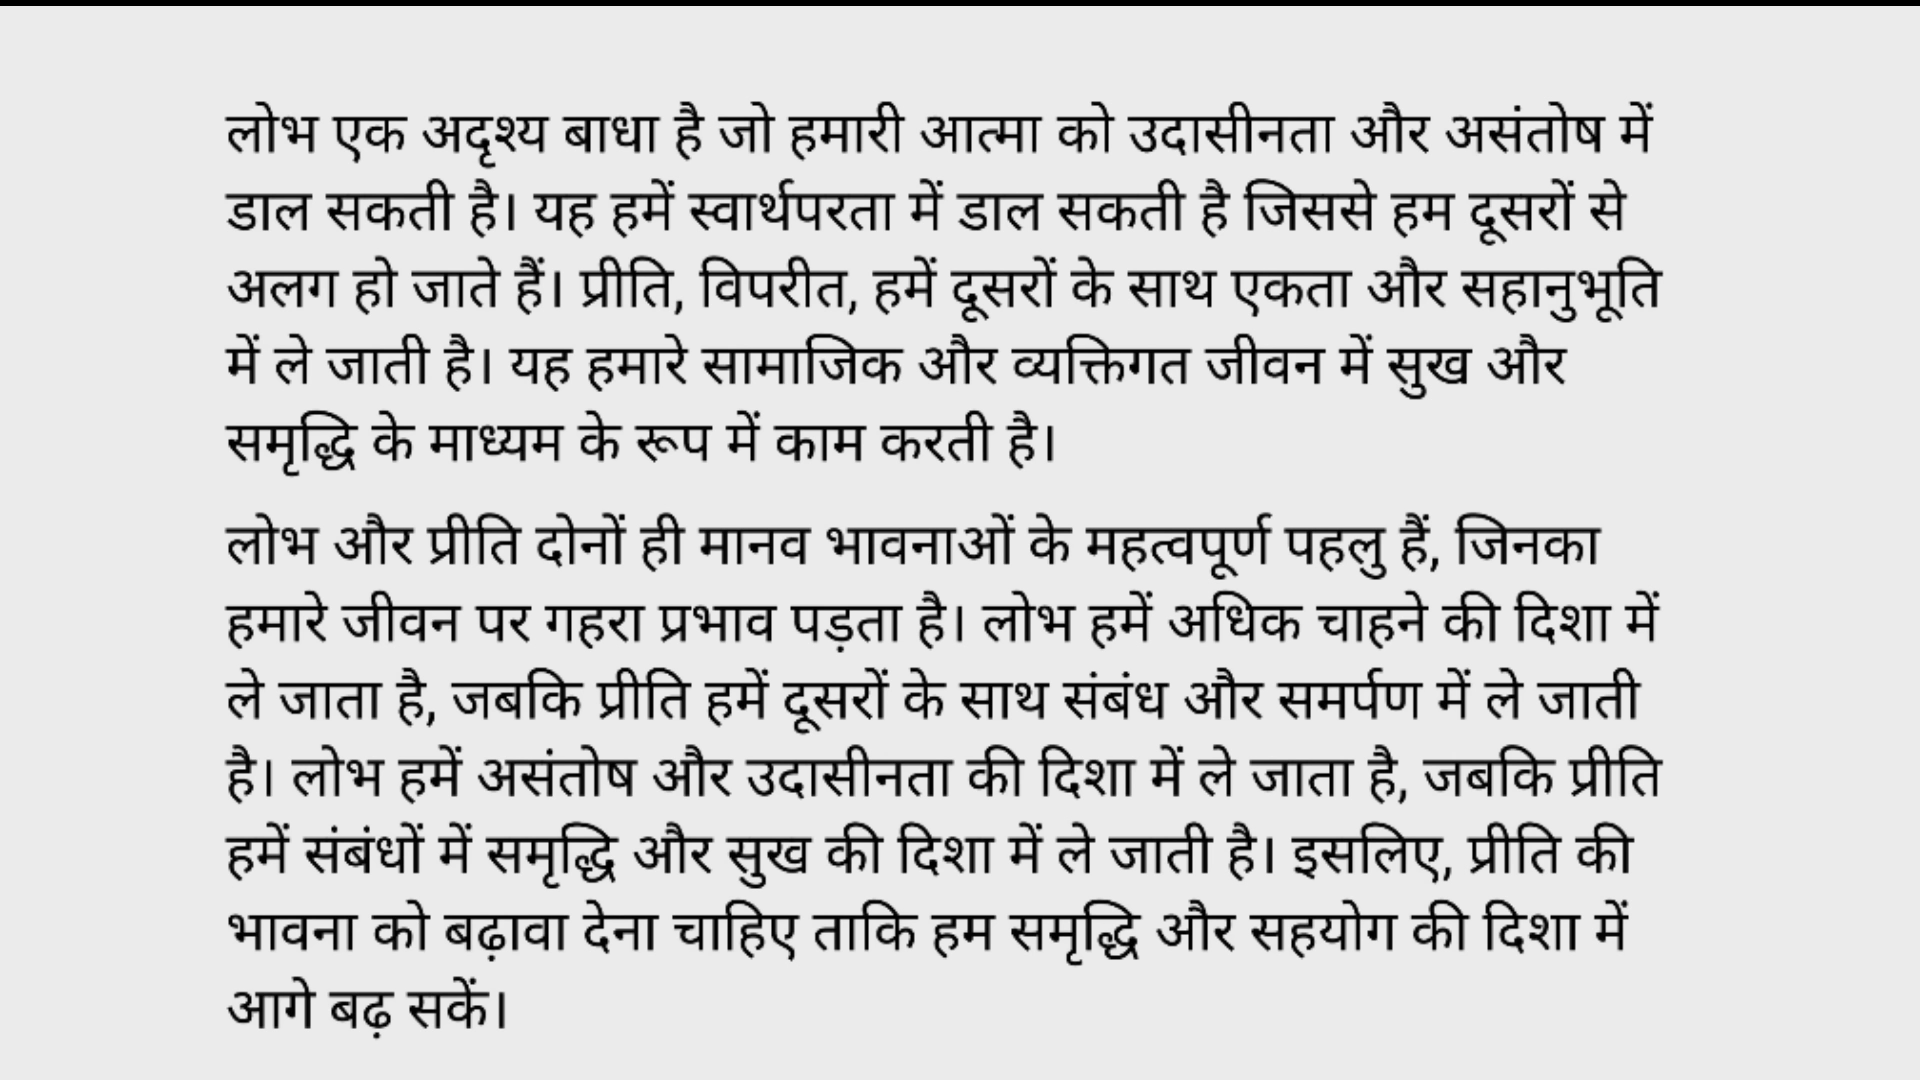 लोभ एक अदृश्य बाधा है जो हमारी आत्मा को उदासीनता और असंतोष में
डाल सकती है। यह हमें स्वार्थपरता में डाल सकती है जिससे हम दूसरों से
अलग हो जाते हैं। प्रीति, विपरीत, हमें दूसरों के साथ एकता और सहानुभूति
में ले जाती है। यह हमारे सामाजिक और व्यक्तिगत जीवन में सुख और
समृद्धि के माध्यम के रूप में काम करती है।
लोभ और प्रीति दोनों ही मानव भावनाओं के महत्वपूर्ण पहलु हैं, जिनका
हमारे जीवन पर गहरा प्रभाव पड़ता है। लोभ हमें अधिक चाहने की दिशा में
ले जाता है, जबकि प्रीति हमें दूसरों के साथ संबंध और समर्पण में ले जाती
है। लोभ हमें असंतोष और उदासीनता की दिशा में ले जाता है, जबकि प्रीति
हमें संबंधों में समृद्धि और सुख की दिशा में ले जाती है। इसलिए, प्रीति की
भावना को बढ़ावा देना चाहिए ताकि हम समृद्धि और सहयोग की दिशा में
आगे बढ़ सकें।